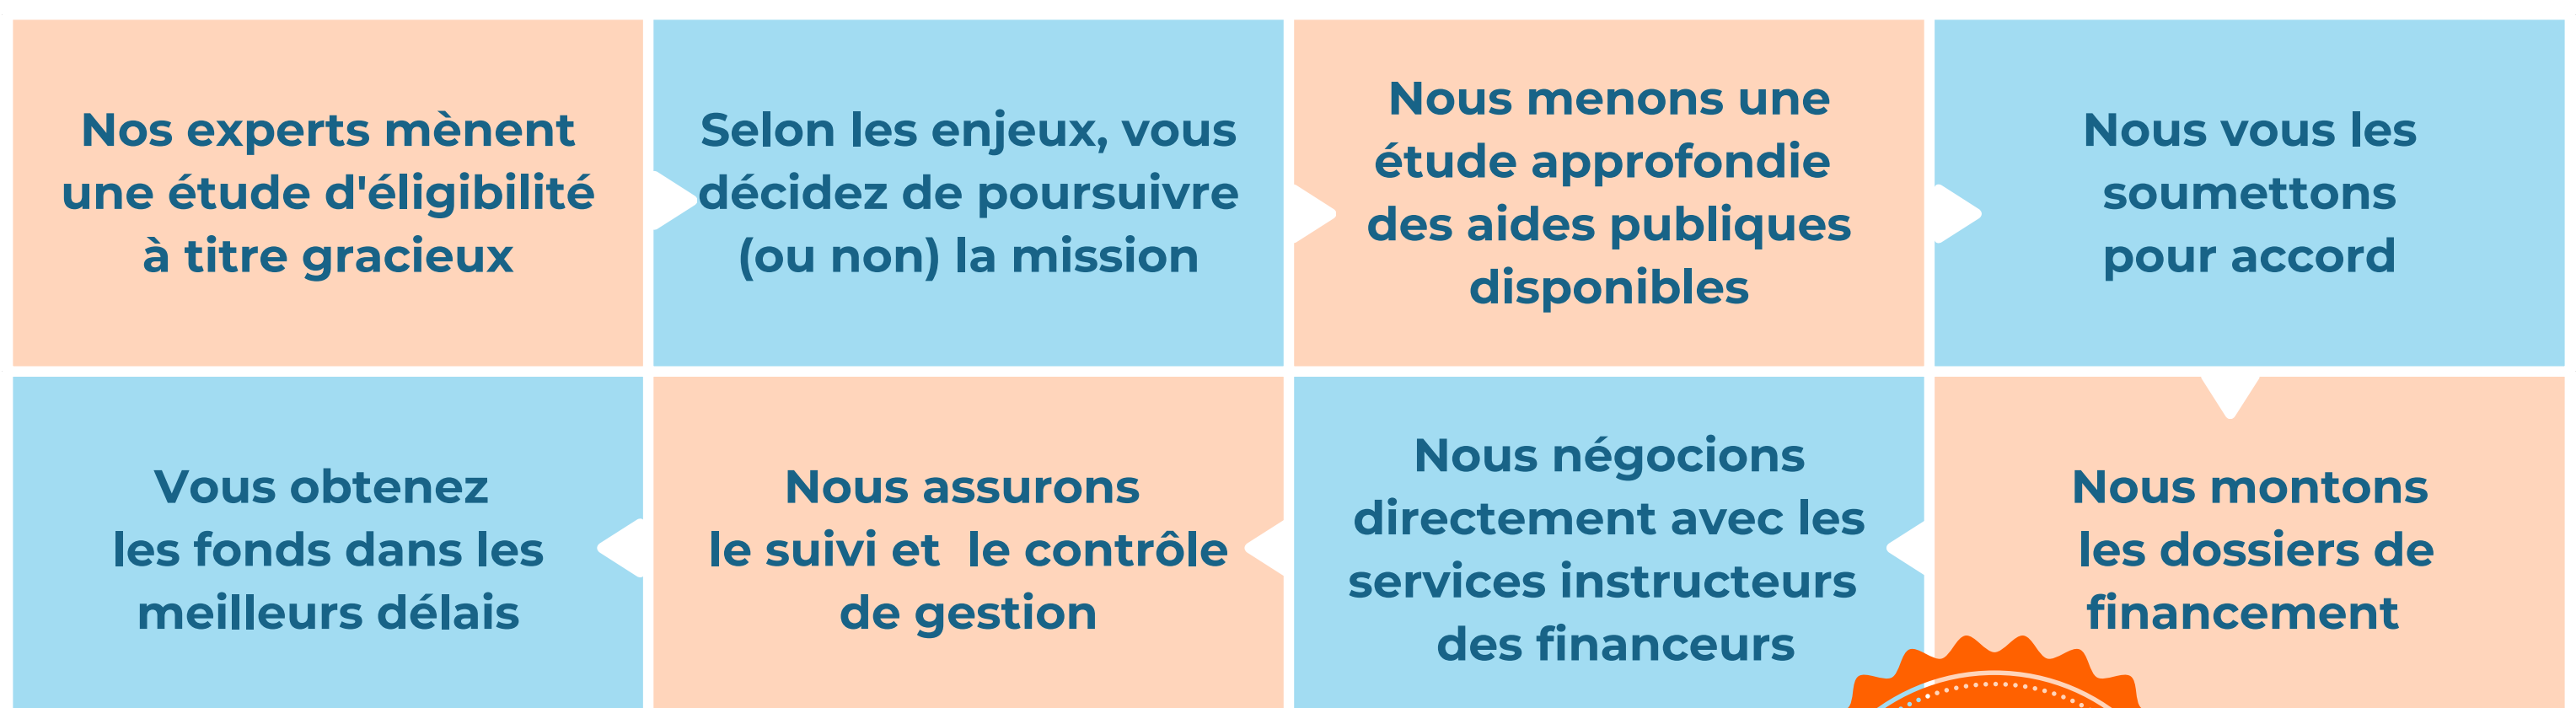 Nos experts mènent
une étude d'éligibilité
à titre gracieux
Selon les enjeux, vous
décidez de poursuivre
(ou non) la mission
Nous menons une
étude approfondie
des aides publiques
disponibles
Nous vous les
soumettons
pour accord
Nous montons
les dossiers de
financement
Nous négocions
directement avec les
services instructeurs
des financeurs
Nous assurons
le suivi et  le contrôle
de gestion
Vous obtenez
les fonds dans les
meilleurs délais